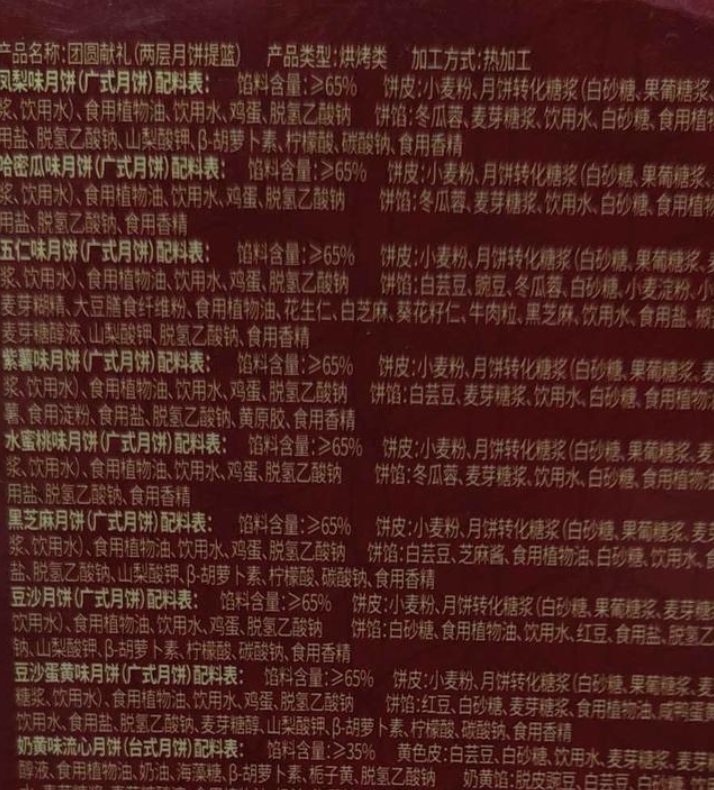 产品名称:团圆献礼(两层月饼提篮) 产品类型:烘烤类 加工方式:热加工
凤梨味月饼(广式月饼)配料表: 馅料含量:≥65% 饼皮:小麦粉、月饼转化糖浆(白砂糖、果葡糖浆、
浆、饮用水)、食用植物油、饮用水、鸡蛋、脱氢乙酸钠 饼馅:冬瓜蓉、麦芽糖浆、饮用水、白砂糖、食用植物
用盐、脱氢乙酸钠、山梨酸钾、β-胡萝卜素、柠檬酸、碳酸钠、食用香精
哈密瓜味月饼(广式月饼)配料表: 馅料含量:≥65% 饼皮:小麦粉、月饼转化糖浆(白砂糖、果葡糖浆、
浆、饮用水)、食用植物油、饮用水、鸡蛋、脱氢乙酸钠 饼馅:冬瓜蓉、麦芽糖浆、饮用水、白砂糖、食用植物
用盐、脱氢乙酸钠、食用香精
五仁味月饼(广式月饼)配料表: 馅料含量:≥65% 饼皮:小麦粉、月饼转化糖浆(白砂糖、果葡糖浆、麦
浆、饮用水)、食用植物油、饮用水、鸡蛋、脱氢乙酸钠 饼馅:白芸豆、豌豆、冬瓜蓉、白砂糖、小麦淀粉、小
麦芽糊精、大豆膳食纤维粉、食用植物油、花生仁、白芝麻、葵花籽仁、牛肉粒、黑芝麻、饮用水、食用盐、
麦芽糖醇液、山梨酸钾、脱氢乙酸钠、食用香精
紫薯味月饼(广式月饼)配料表: 馅料含量:≥65% 饼皮:小麦粉、月饼转化糖浆(白砂糖、果葡糖浆、麦
浆、饮用水)、食用植物油、饮用水、鸡蛋、脱氢乙酸钠 饼馅:白芸豆、麦芽糖浆、饮用水、白砂糖、食用植物
薯、食用淀粉、食用盐、脱氢乙酸钠、黄原胶、食用香精
水蜜桃味月饼(广式月饼)配料表: 馅料含量:≥65% 饼皮:小麦粉、月饼转化糖浆(白砂糖、果葡糖浆、麦
浆、饮用水)、食用植物油、饮用水、鸡蛋、脱氢乙酸钠 饼馅:冬瓜蓉、麦芽糖浆、饮用水、白砂糖、食用植物油
用盐、脱氢乙酸钠、食用香精
黑芝麻月饼(广式月饼)配料表: 馅料含量:≥65% 饼皮:小麦粉、月饼转化糖浆(白砂糖、果葡糖浆、麦芽
浆、饮用水)、食用植物油、饮用水、鸡蛋、脱氢乙酸钠 饼馅:白芸豆、芝麻酱、食用植物油、白砂糖、饮用水、食
盐、脱氢乙酸钠、山梨酸钾、β-胡萝卜素、柠檬酸、碳酸钠、食用香精
豆沙月饼(广式月饼)配料表: 馅料含量:≥65% 饼皮:小麦粉、月饼转化糖浆(白砂糖、果葡糖浆、麦芽糖
饮用水)、食用植物油、饮用水、鸡蛋、脱氢乙酸钠 饼馅:白砂糖、食用植物油、饮用水、红豆、食用盐、脱氢乙
钠、山梨酸钾、β-胡萝卜素、柠檬酸、碳酸钠、食用香精
豆沙蛋黄味月饼(广式月饼)配料表: 馅料含量:≥65% 饼皮:小麦粉、月饼转化糖浆(白砂糖、果葡糖浆、麦
糖浆、饮用水)、食用植物油、饮用水、鸡蛋、脱氢乙酸钠 饼馅:红豆、白砂糖、麦芽糖浆、食用植物油、咸鸭蛋
饮用水、食用盐、脱氢乙酸钠、麦芽糖醇、山梨酸钾、β-胡萝卜素、柠檬酸、碳酸钠、食用香精
奶黄味流心月饼(台式月饼)配料表: 馅料含量:≥35% 黄色皮:白芸豆、白砂糖、饮用水、麦芽糖浆、麦芽糖
醇液、食用植物油、奶油、海藻糖、β-胡萝卜素、栀子黄、脱氢乙酸钠 奶黄馅:脱皮豌豆、白芸豆、白砂糖、饮